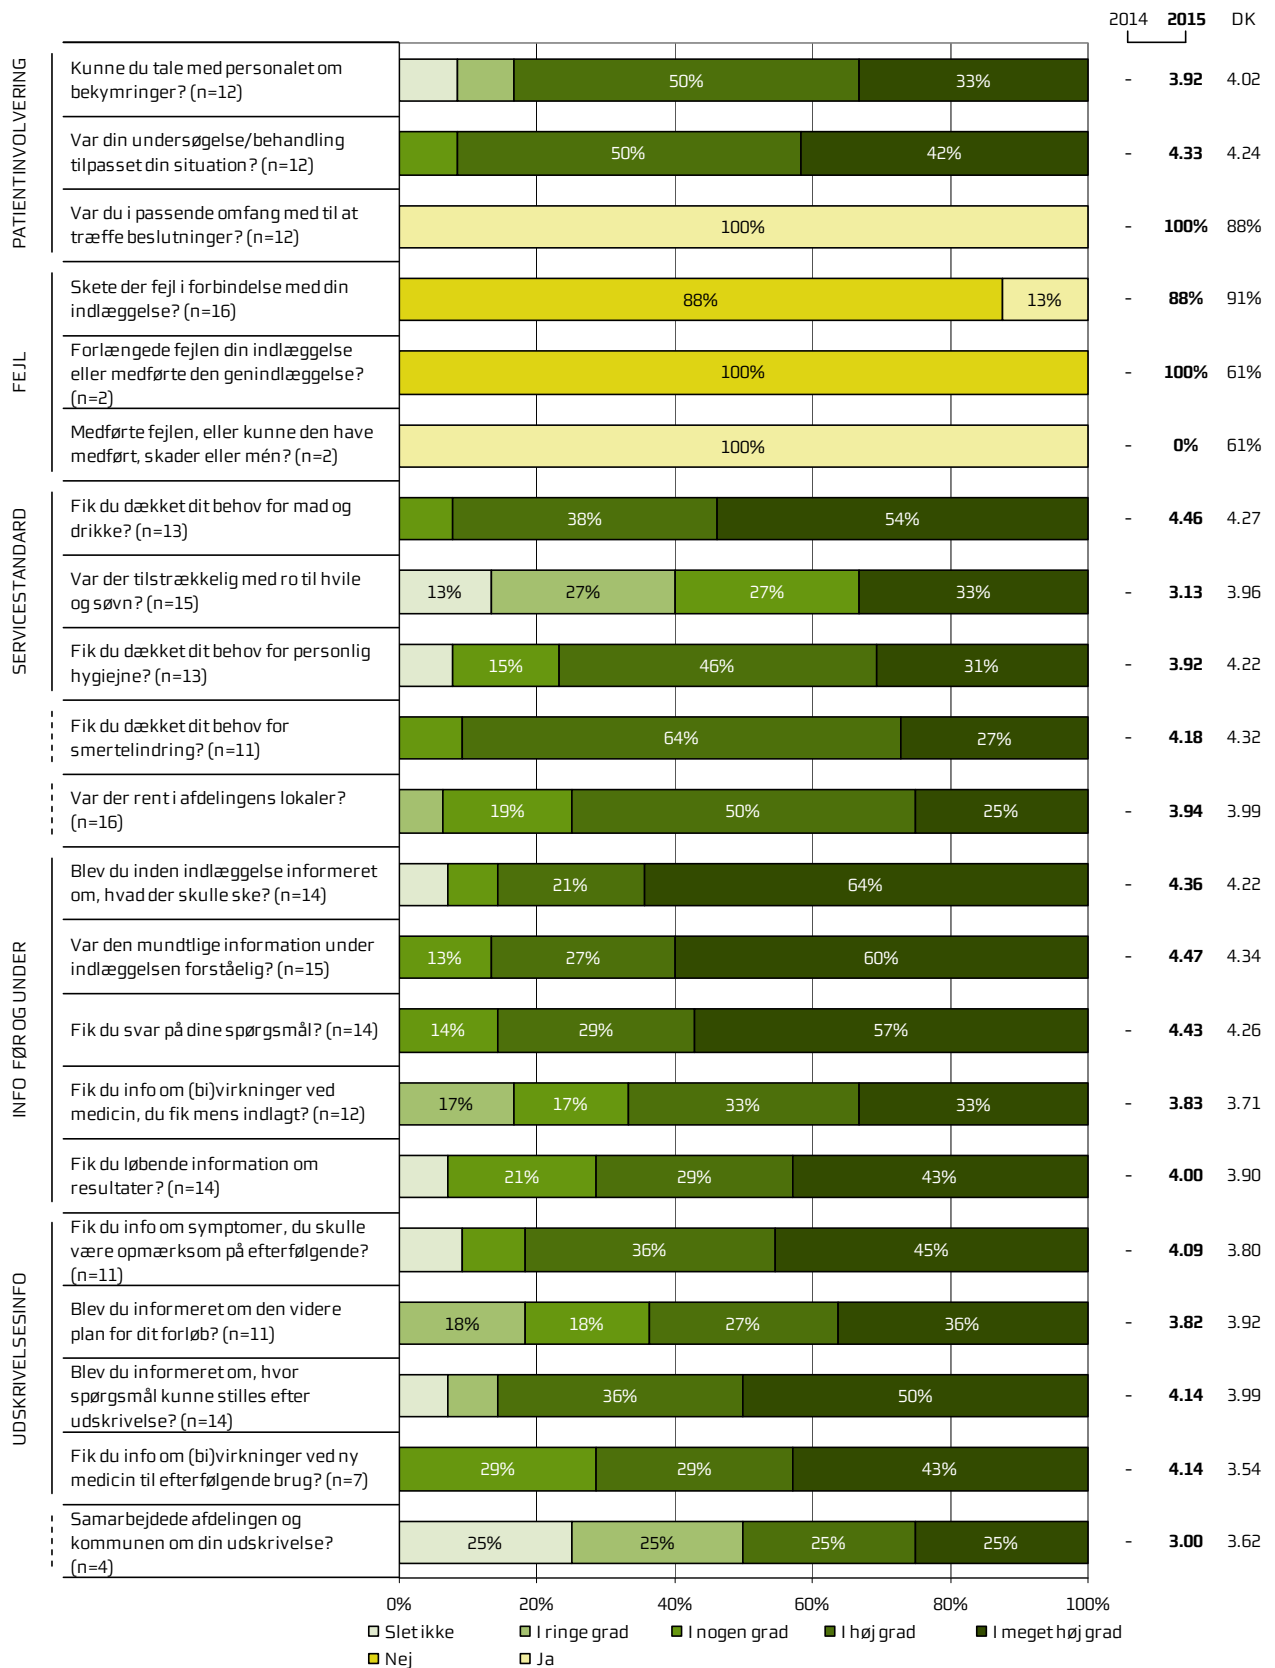 2014 2015 DK
PATIENTINVOLVERING
Kunne du tale med personalet om
bekymringer? (n=12)
50% 33% - 3.92 4.02
Var din undersøgelse/behandling
tilpasset din situation? (n=12)
50% 42% - 4.33 4.24
Var du i passende omfang med til at
træffe beslutninger? (n=12)
100% - 100% 88%
FEJL
Skete der fejl i forbindelse med din
indlæggelse? (n=16)
88% 13% - 88% 91%
Forlængede fejlen din indlæggelse
eller medførte den genindlæggelse?
(n=2)
100% - 100% 61%
Medførte fejlen, eller kunne den have
medført, skader eller mén? (n=2)
100% - 0% 61%
SERVICESTANDARD
Fik du dækket dit behov for mad og
drikke? (n=13)
38% 54% - 4.46 4.27
Var der tilstrækkelig med ro til hvile
og søvn? (n=15)
13% 27% 27% 33% - 3.13 3.96
Fik du dækket dit behov for personlig
hygiejne? (n=13)
15% 46% 31% - 3.92 4.22
Fik du dækket dit behov for
smertelindring? (n=11)
64% 27% - 4.18 4.32
Var der rent i afdelingens lokaler?
(n=16)
19% 50% 25% - 3.94 3.99
INFO FØR OG UNDER
Blev du inden indlæggelse informeret
om, hvad der skulle ske? (n=14)
21% 64% - 4.36 4.22
Var den mundtlige information under
indlæggelsen forståelig? (n=15)
13% 27% 60% - 4.47 4.34
Fik du svar på dine spørgsmål? (n=14)
14% 29% 57% - 4.43 4.26
Fik du info om (bi)virkninger ved
medicin, du fik mens indlagt? (n=12)
17% 17% 33% 33% - 3.83 3.71
Fik du løbende information om
resultater? (n=14)
21% 29% 43% - 4.00 3.90
UDSKRIVELSESINFO
Fik du info om symptomer, du skulle
være opmærksom på efterfølgende?
(n=11)
36% 45% - 4.09 3.80
Blev du informeret om den videre
plan for dit forløb? (n=11)
18% 18% 27% 36% - 3.82 3.92
Blev du informeret om, hvor
spørgsmål kunne stilles efter
udskrivelse? (n=14)
36% 50% - 4.14 3.99
Fik du info om (bi)virkninger ved ny
medicin til efterfølgende brug? (n=7)
29% 29% 43% - 4.14 3.54
Samarbejdede afdelingen og
kommunen om din udskrivelse?
(n=4)
25% 25% 25% 25% - 3.00 3.62
0% 20% 40% 60% 80% 100%
Slet ikke I ringe grad I nogen grad I høj grad I meget høj grad
Nej Ja